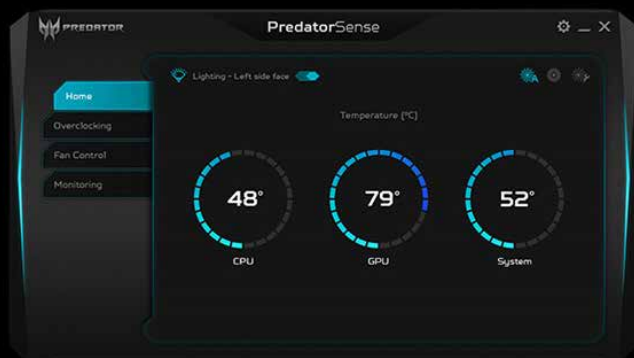 PREDATOR
PredatorSense
Lighting - Left side face
Home
Overclocking
Fan Control
Monitoring
Temperature [°C]
48°
79°
52°
CPU
GPU
System